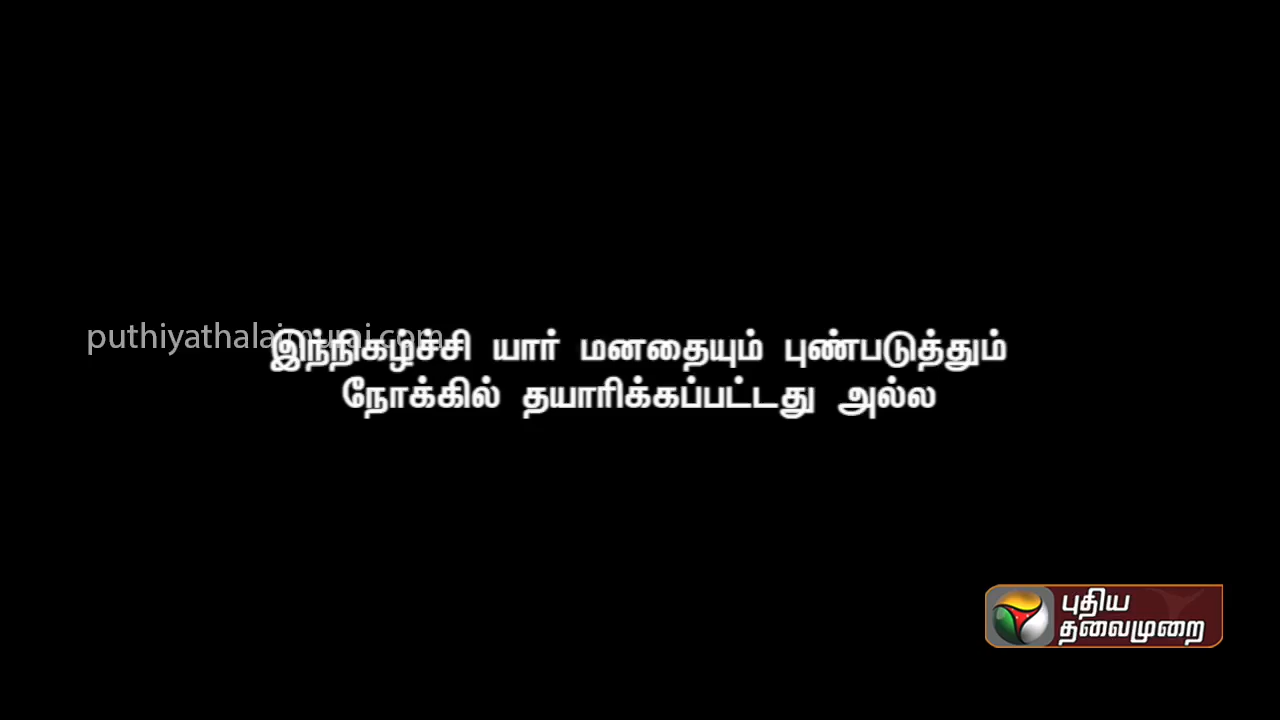 puthiyathalaimurai.com
இந்நிகழ்ச்சி யார் மனதையும் புண்படுத்தும்
நோக்கில் தயாரிக்கப்பட்டது அல்ல
புதிய
தலைமுறை